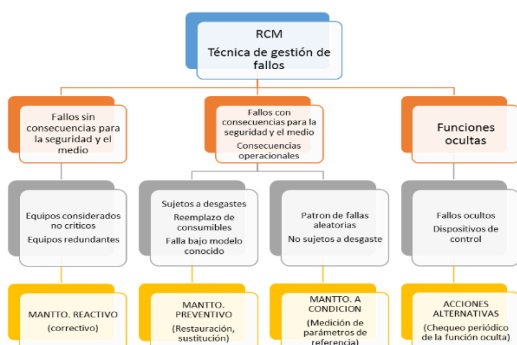 RCM
Técnica de gestión de
fallos
Fallos sin
consecuencias para
la seguridad y el
medio
Fallos con
consecuencias para la
seguridad y el medio
Consecuencias
operacionales
Funciones
ocultas
Equipos considerados
no criticos
Equipos redundantes
Sujetos a desgastes
Reemplazo de
consumibles
Falla bajo modelo
conocido
Patron de fallas
aleatorias
No sujetos a desgaste
Fallos ocultos
Dispositivos de
control
MANTTO. REACTIVO
(correctivo)
MANTTO.
PREVENTIVO
(Restauración,
sustitución)
MANTTO. A
CONDICION
(Medición de
parámetros de
referencia)
ACCIONES
ALTERNATIVAS
(Chequeo periódico
de la función oculta)